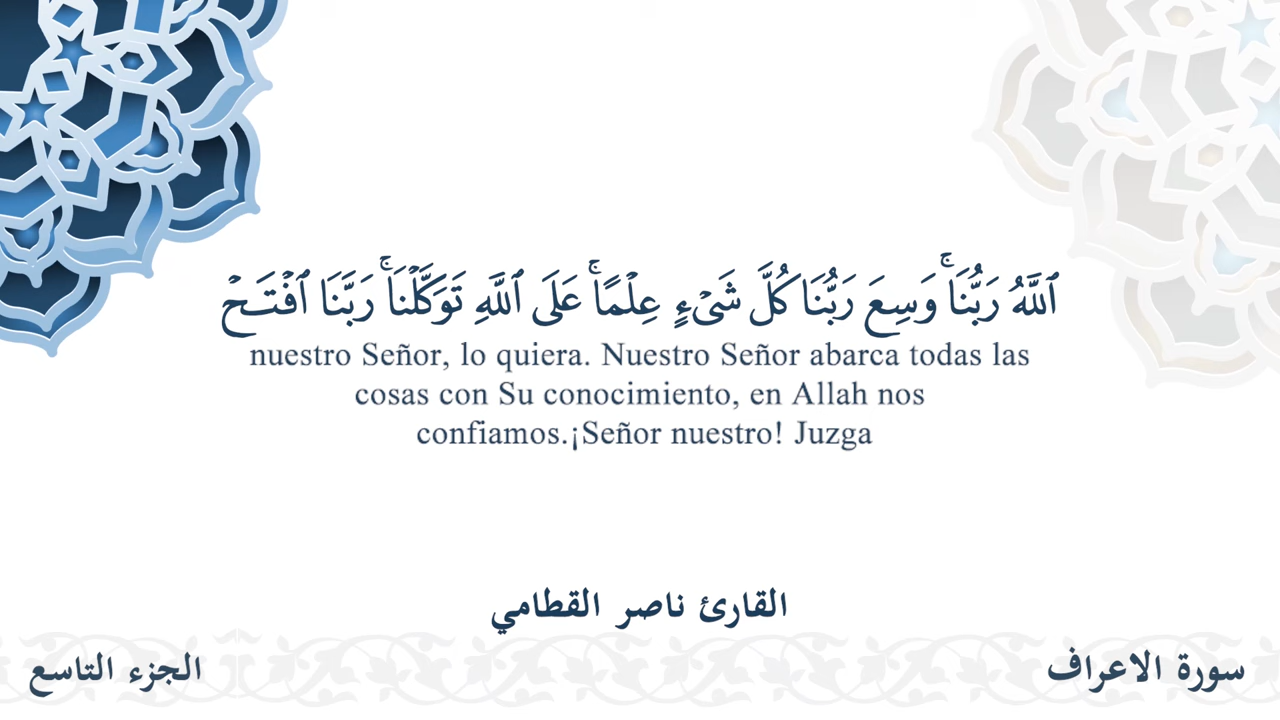 ٱللَّهُ رَبُّنَاۚ وَسِعَ رَبُّنَا كُلَّ شَىۡءٍ عِلۡمًاۚ عَلَى ٱللَّهِ تَوَكَّلۡنَاۚ رَبَّنَا ٱفۡتَحۡ
nuestro Señor, lo quiera. Nuestro Señor abarca todas las
cosas con Su conocimiento, en Allah nos
confiamos.¡Señor nuestro! Juzga
القارئ ناصر القطامي
سورة الاعراف
الجزء التاسع